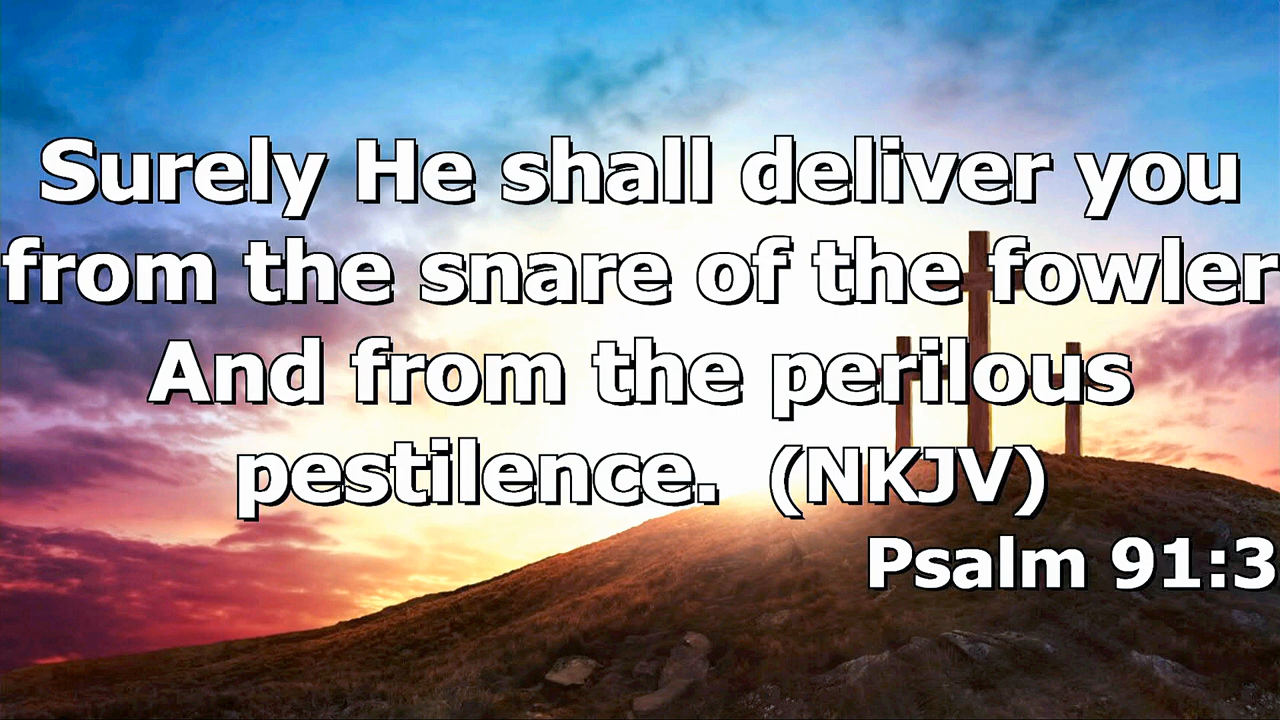 Surely He shall deliver you
from the snare of the fowler
And from the perilous
pestilence. (NKJV)
Psalm 91:3